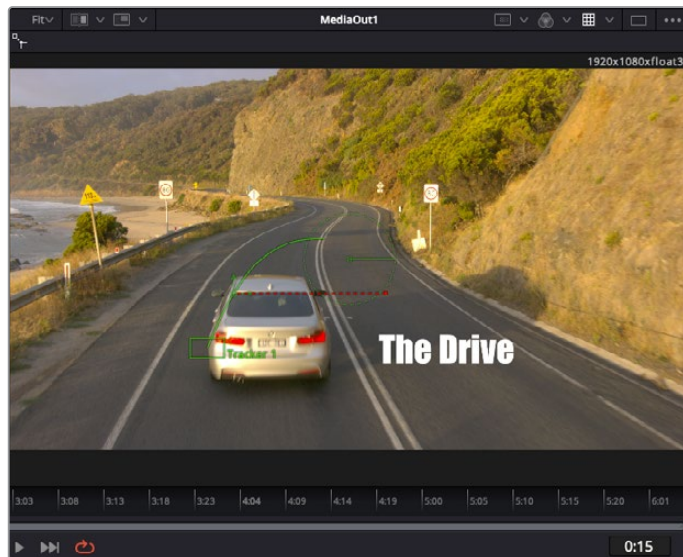 Fit MediaOut1
1920x1080xfloat3
Tracker 1
The Drive
3:03 3:08 3:13 3:18 3:23 4:04 4:09 4:14 4:19 5:00 5:05 5:10 5:15 5:20 6:01
0:15